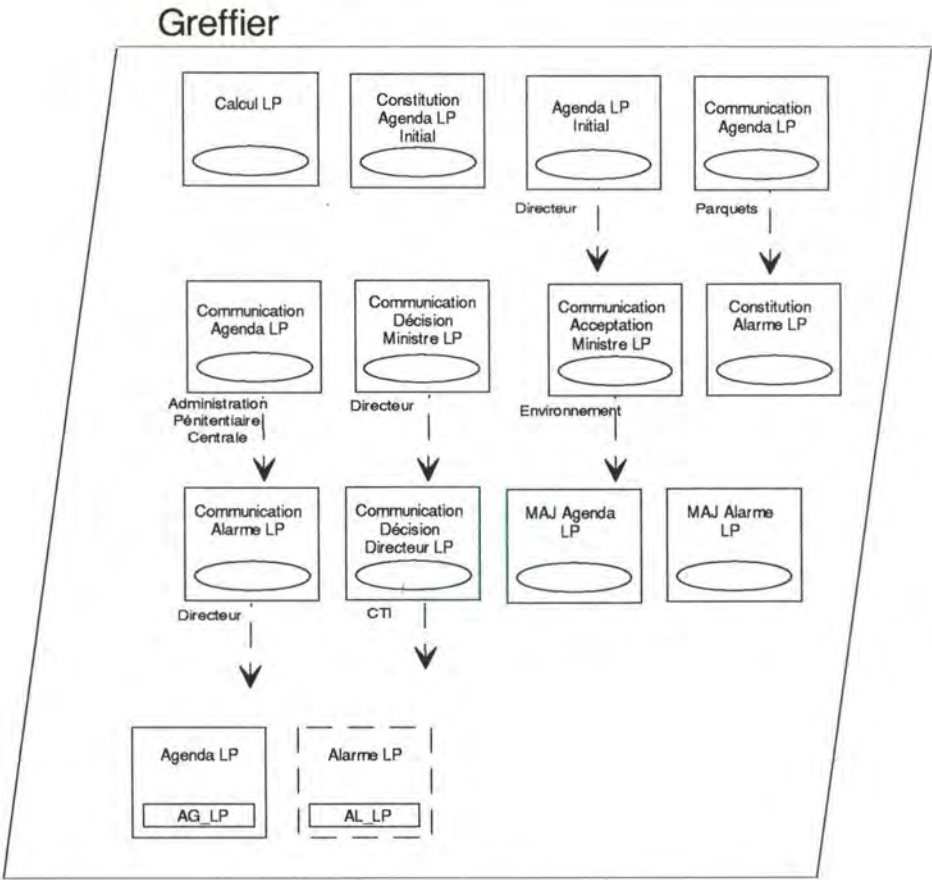 Greffier
Calcul LP
Constitution
Agenda LP
Initial
Agenda LP
Initial
Communication
Agenda LP
Directeur
Parquets
Communication
Agenda LP
Communication
Décision
Ministre LP
Communication
Acceptation
Ministre LP
Constitution
Alarme LP
Administration
Pénitentiaire
Centrale
Directeur
Environnement
Communication
Alarme LP
Communication
Décision
Directeur LP
MAJ Agenda
LP
MAJ Alarme
LP
Directeur
CTI
Agenda LP
AG_LP
Alarme LP
AL_LP